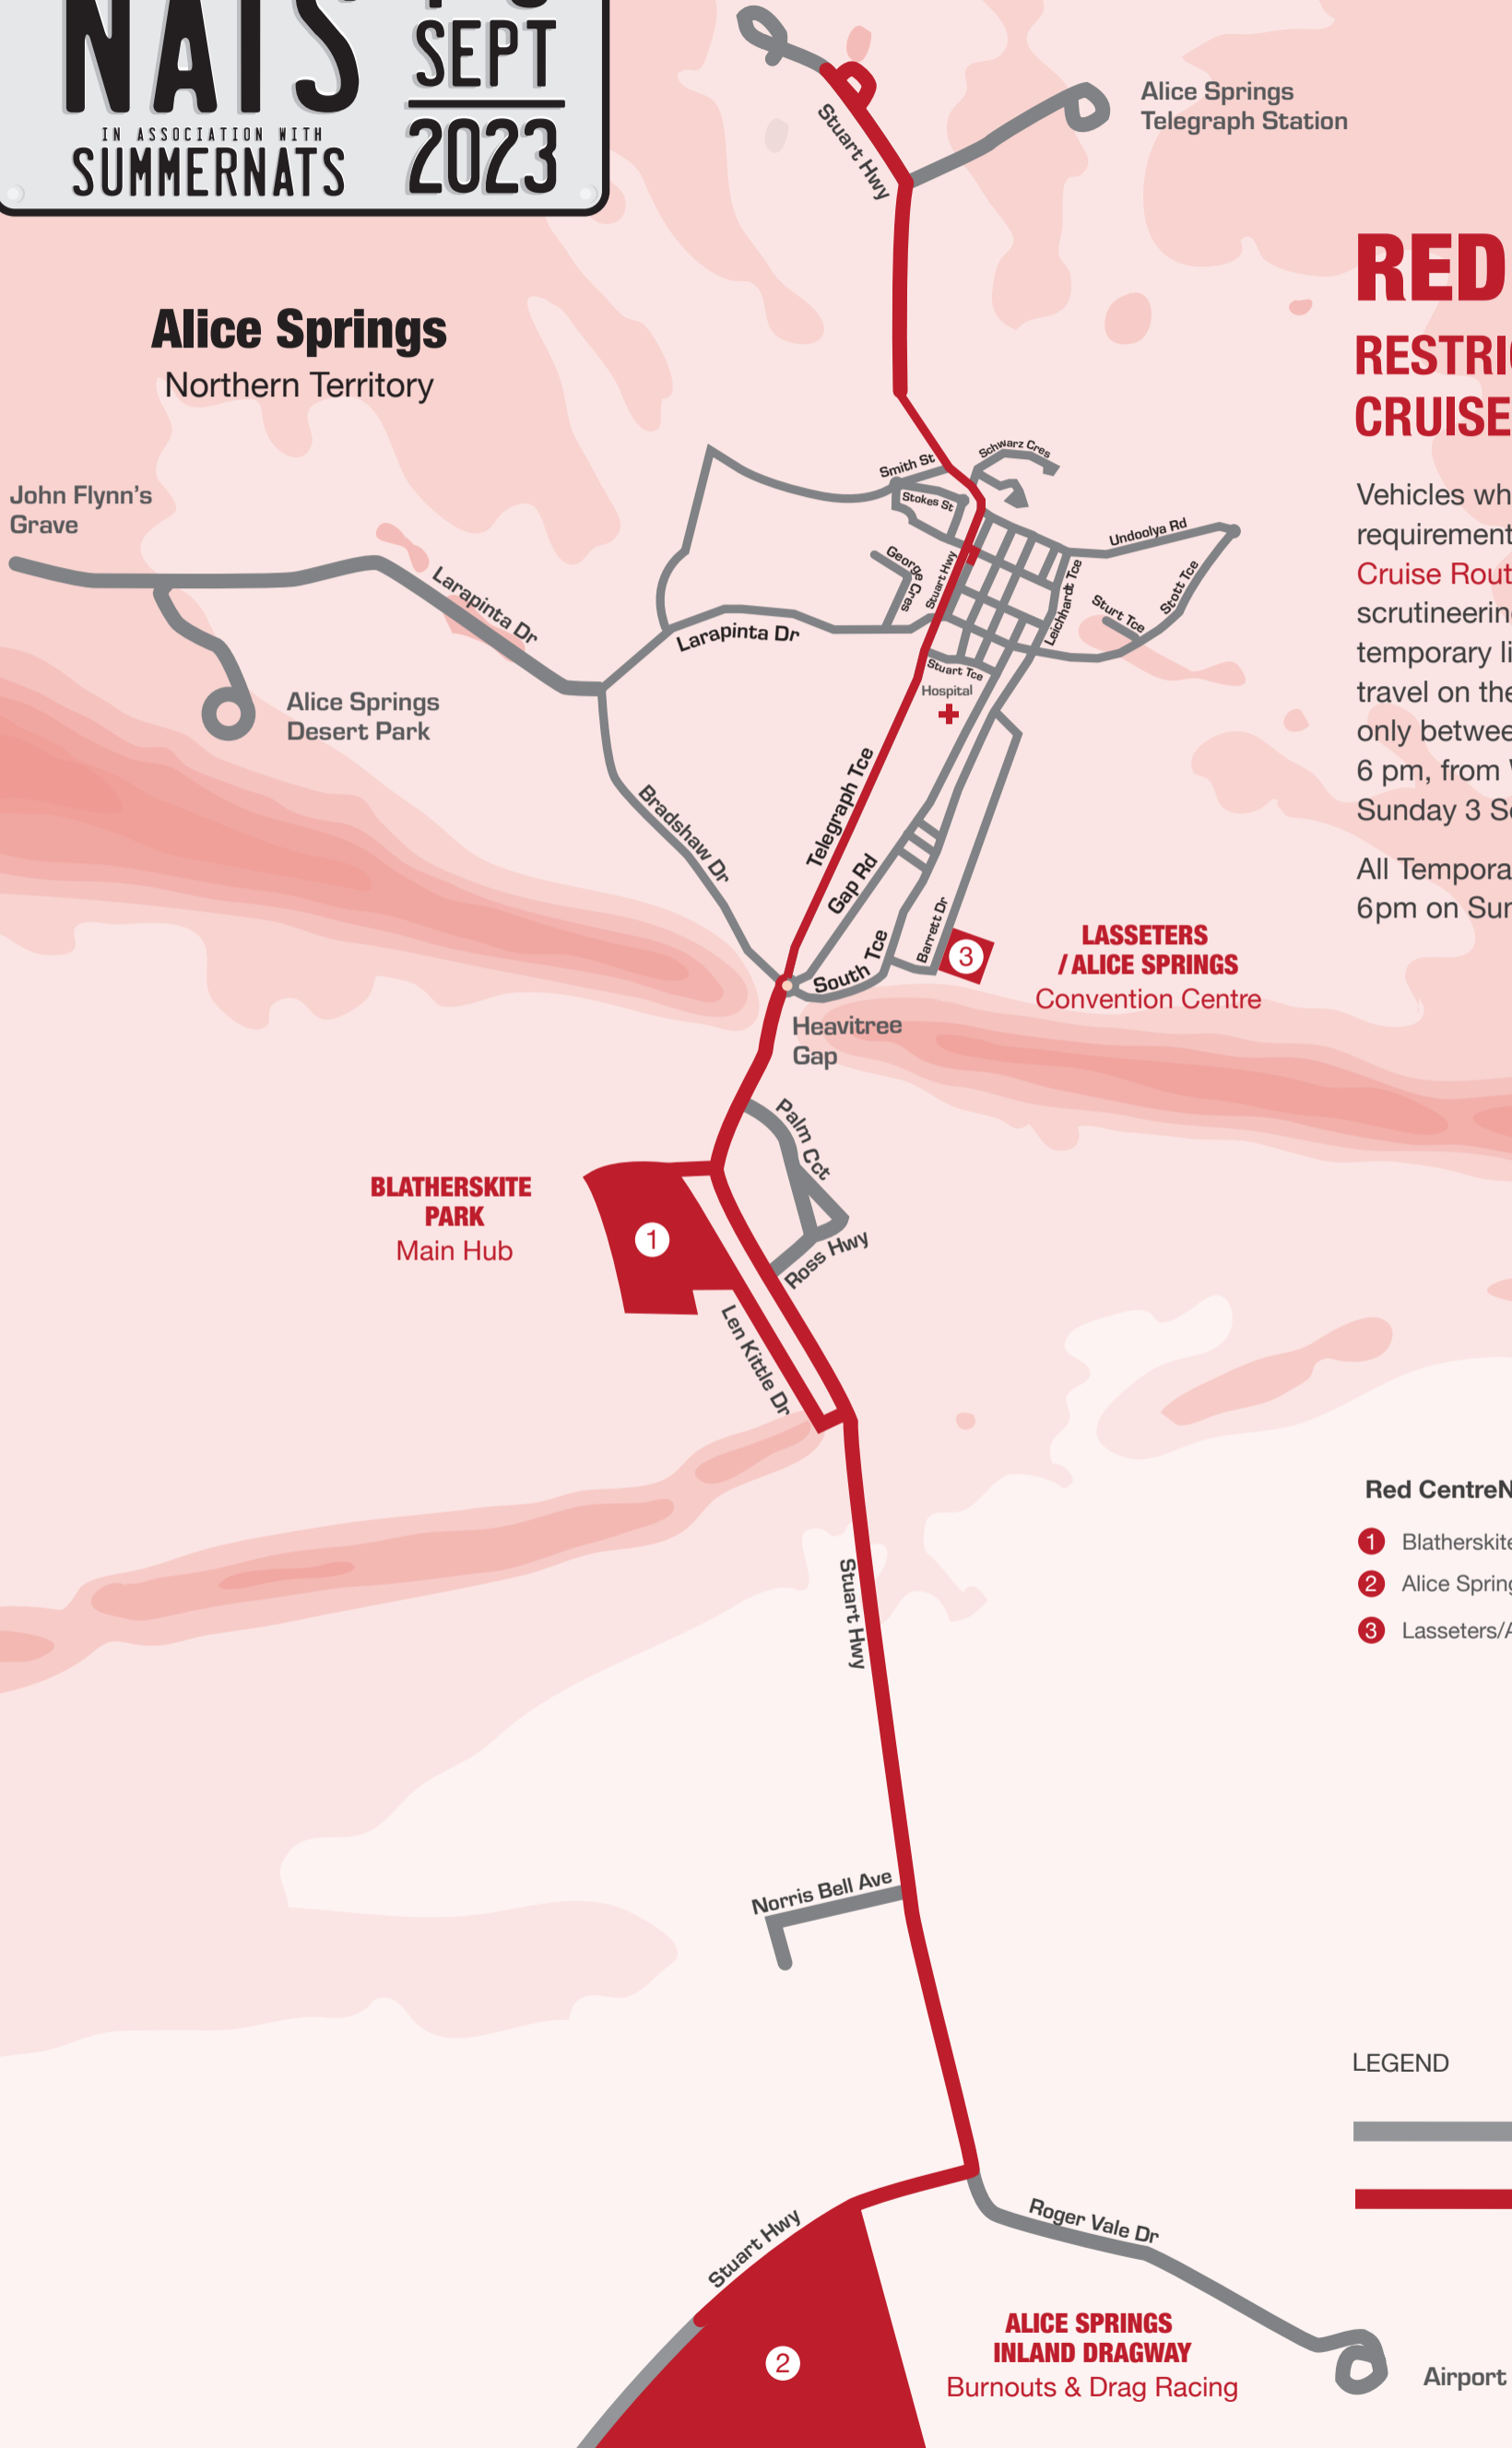 NATS
SEPT
2023
IN ASSOCIATION WITH
SUMMERNATS
Alice Springs
Northern Territory
Alice Springs
Telegraph Station
Stuart Hwy
RED
RESTRI
CRUISE
Vehicles wh
requirement
Cruise Rout
scrutineering
temporary li
travel on the
only betwee
6 pm, from
Sunday 3 Se
All Tempora
6pm on Sun
John Flynn's
Grave
Larapinta Dr
Alice Springs
Desert Park
Smith St
Schwarz Cres
Stokes St
George Cres
Stuart Hwy
Undoolya Rd
Leichhardt Tce
Sturt Tce
Stott Tce
Larapinta Dr
Stuart Tce
Hospital
Telegraph Tce
Bradshaw Dr
Gap Rd
South Tce
Barrett Dr
3
LASSETERS
/ ALICE SPRINGS
Convention Centre
Heavitree
Gap
Palm Cct
Ross Hwy
BLATHERSKITE
PARK
Main Hub
1
Len Kittle Dr
Stuart Hwy
Red CentreN
1 Blatherskite
2 Alice Spring
3 Lasseters/A
Norris Bell Ave
LEGEND
Roger Vale Dr
Stuart Hwy
ALICE SPRINGS
INLAND DRAGWAY
Burnouts & Drag Racing
2
Airport